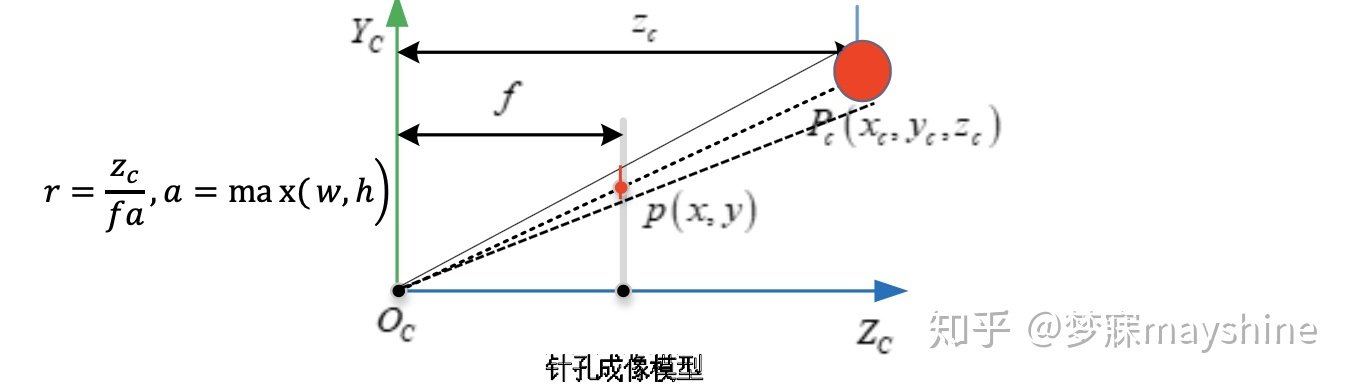 Y_C
z_c
f
P_c(x_c, y_c, z_c)
r = z_c/fa, a = max(w, h)
p(x, y)
O_C
Z_C
知乎 @梦寐mayshine
针孔成像模型